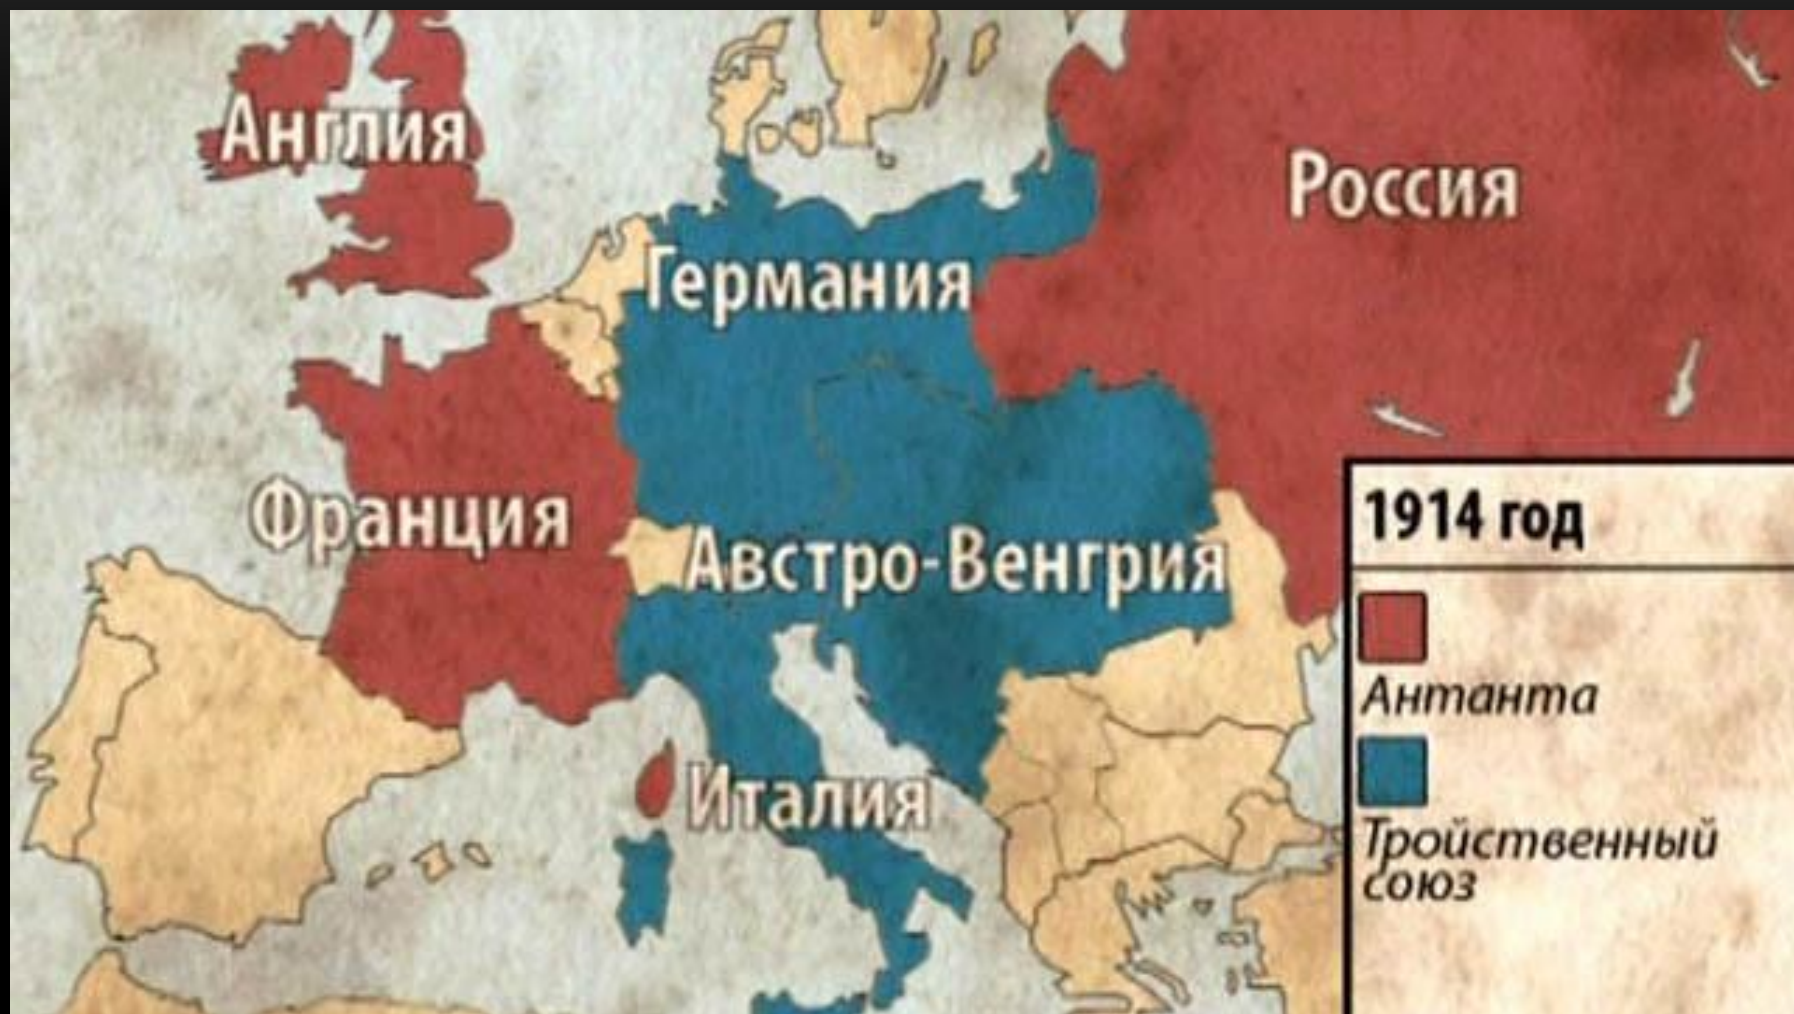 Англия
Россия
Германия
Франция
Австро-Венгрия
Италия
1914 год
Антанта
Тройственный
союз